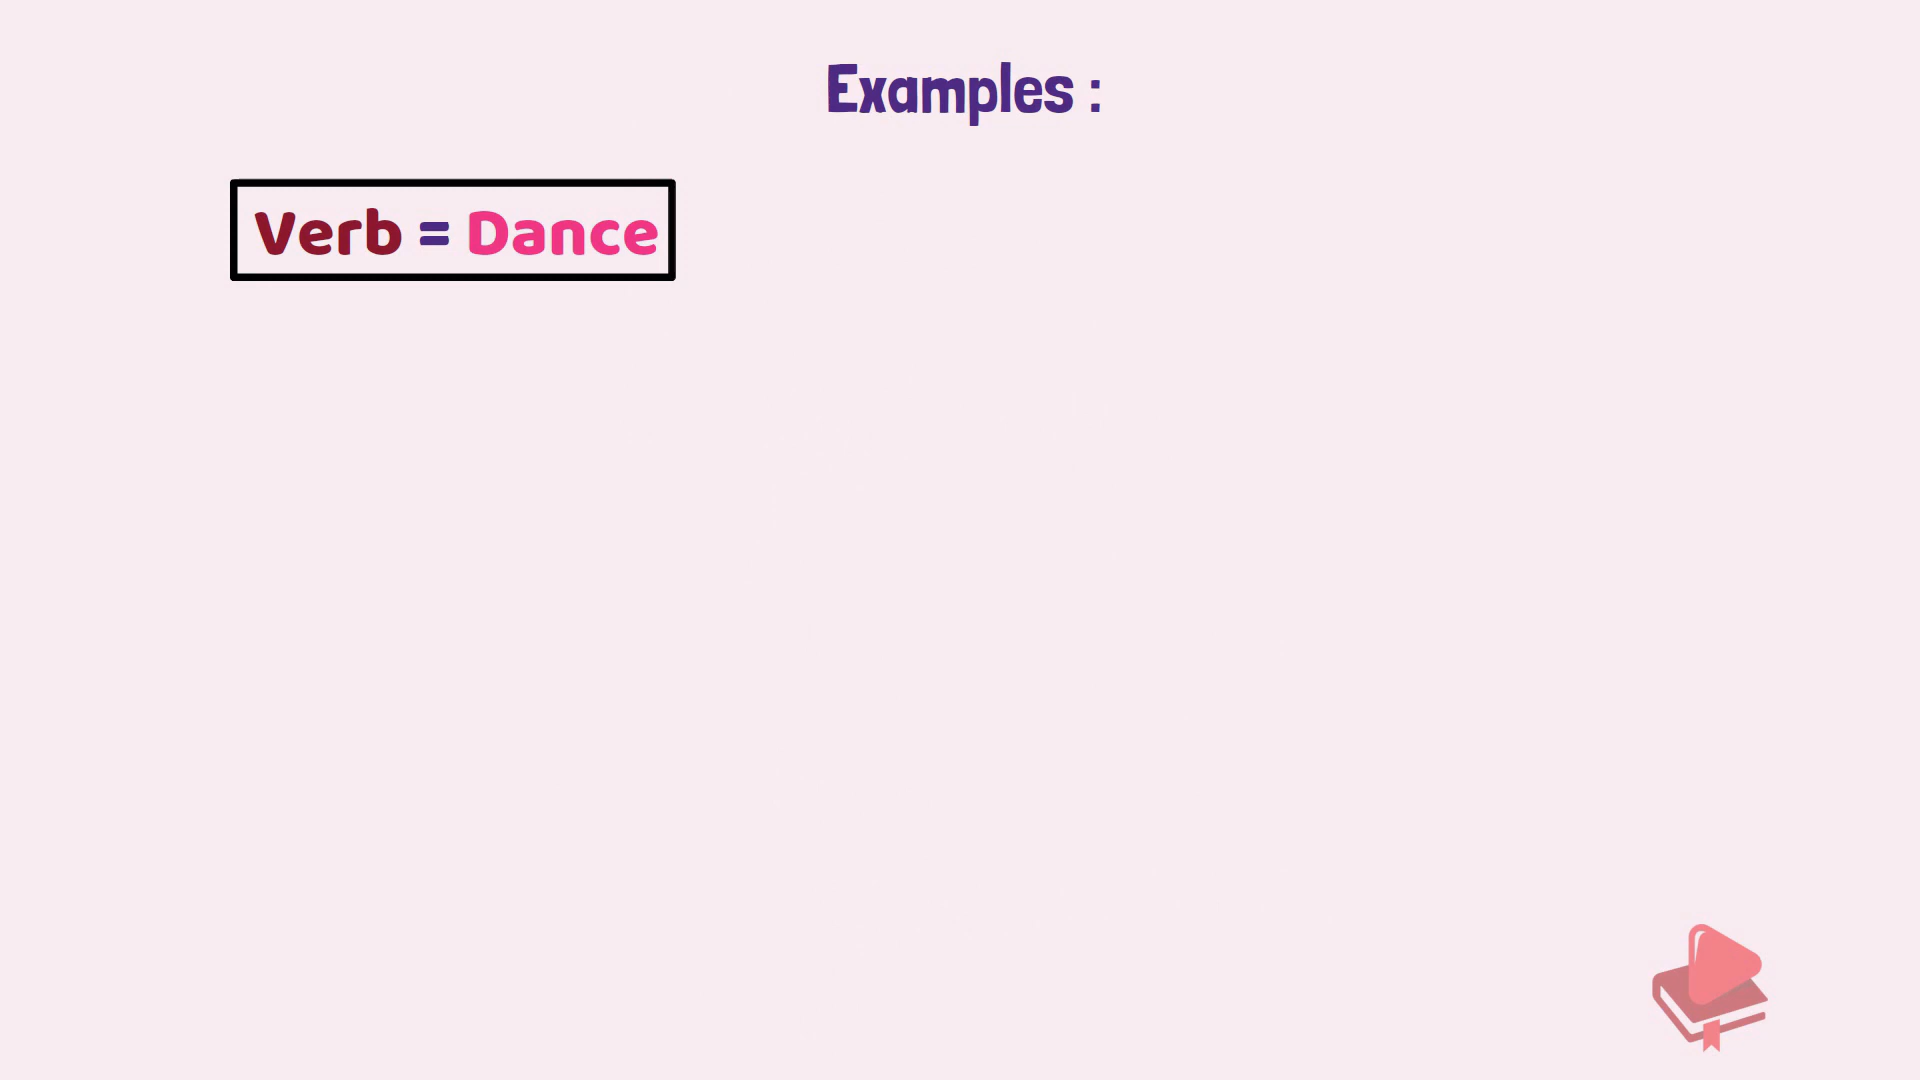 Examples :
Verb = Dance